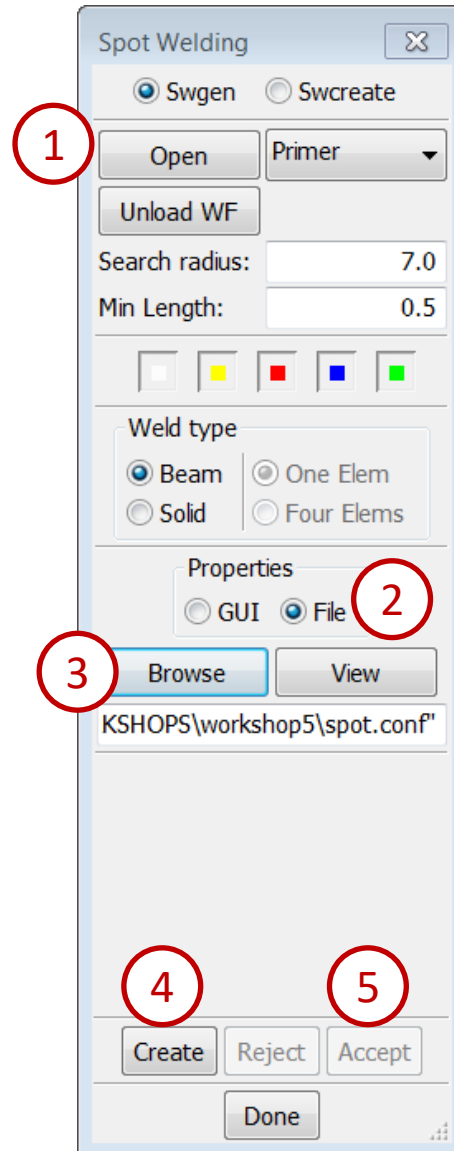 Spot Welding
Swgen Swcreate
1 Open Primer
Unload WF
Search radius: 7.0
Min Length: 0.5
Weld type
Beam One Elem
Solid Four Elems
Properties
GUI File 2
3 Browse View
KSHOPS\workshop5\spot.conf"
4 5
Create Reject Accept
Done